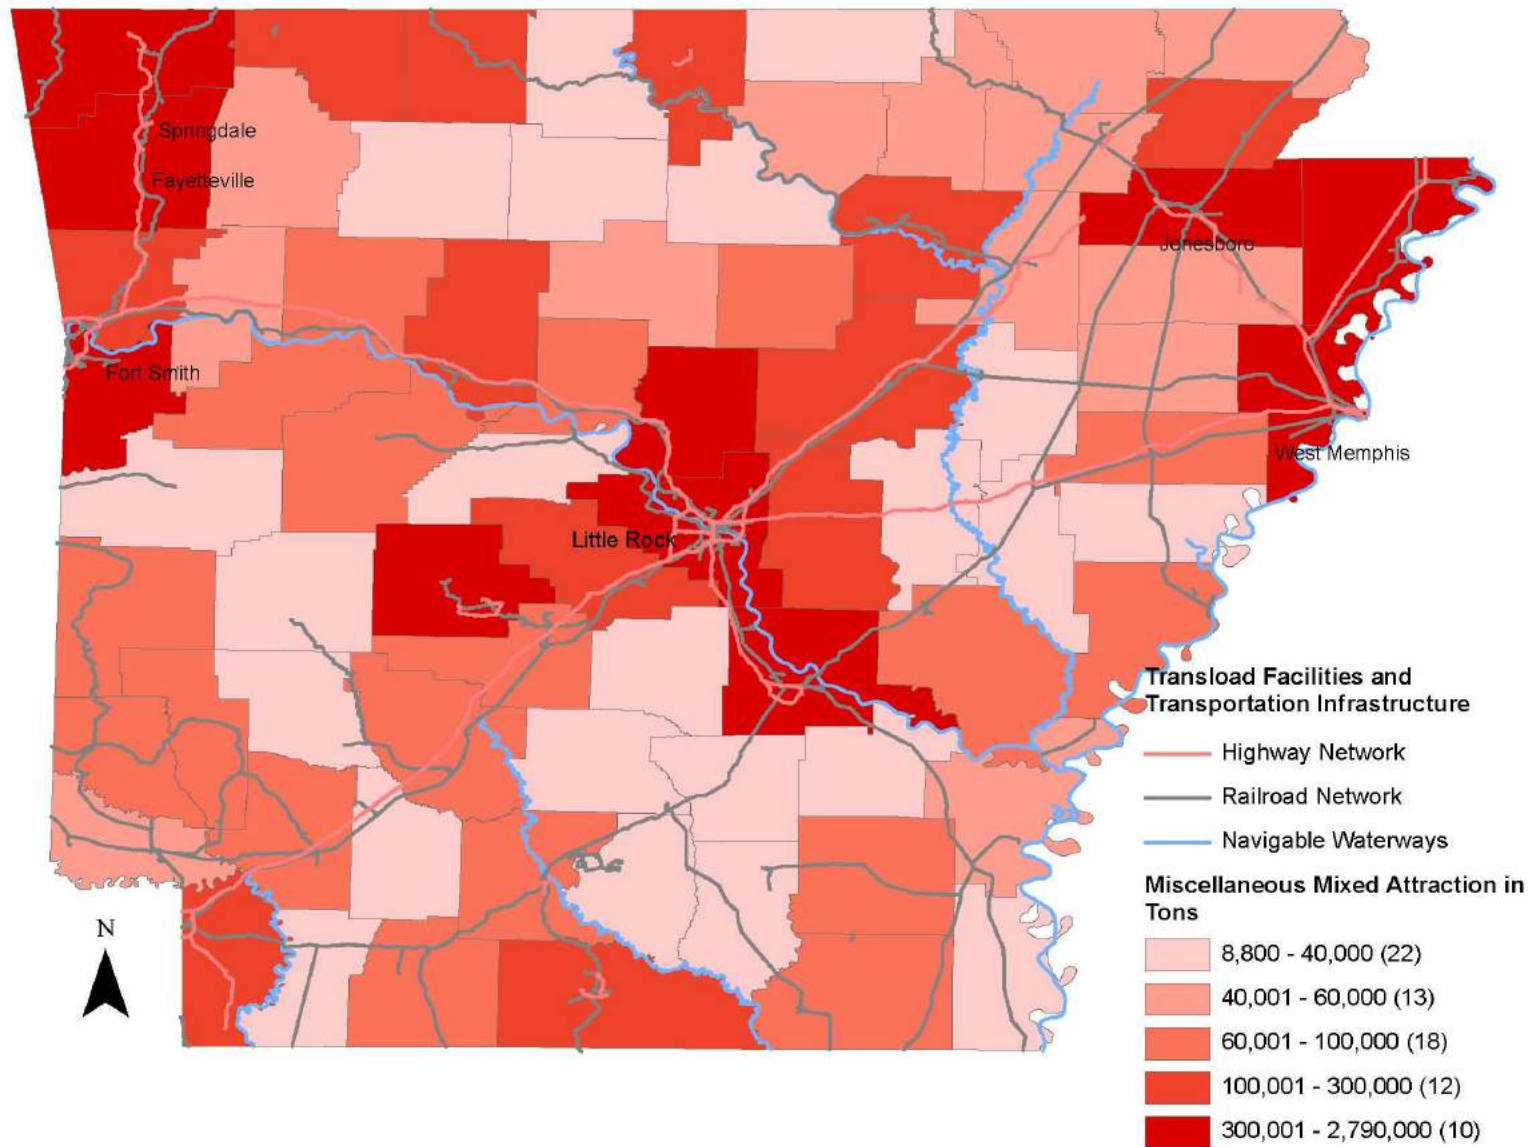 Springdale
Fayetteville
Jonesboro
Fort Smith
West Memphis
Little Rock
Transload Facilities and
Transportation Infrastructure
Highway Network
Railroad Network
Navigable Waterways
Miscellaneous Mixed Attraction in
Tons
8,800 - 40,000 (22)
40,001 - 60,000 (13)
60,001 - 100,000 (18)
100,001 - 300,000 (12)
300,001 - 2,790,000 (10)
N